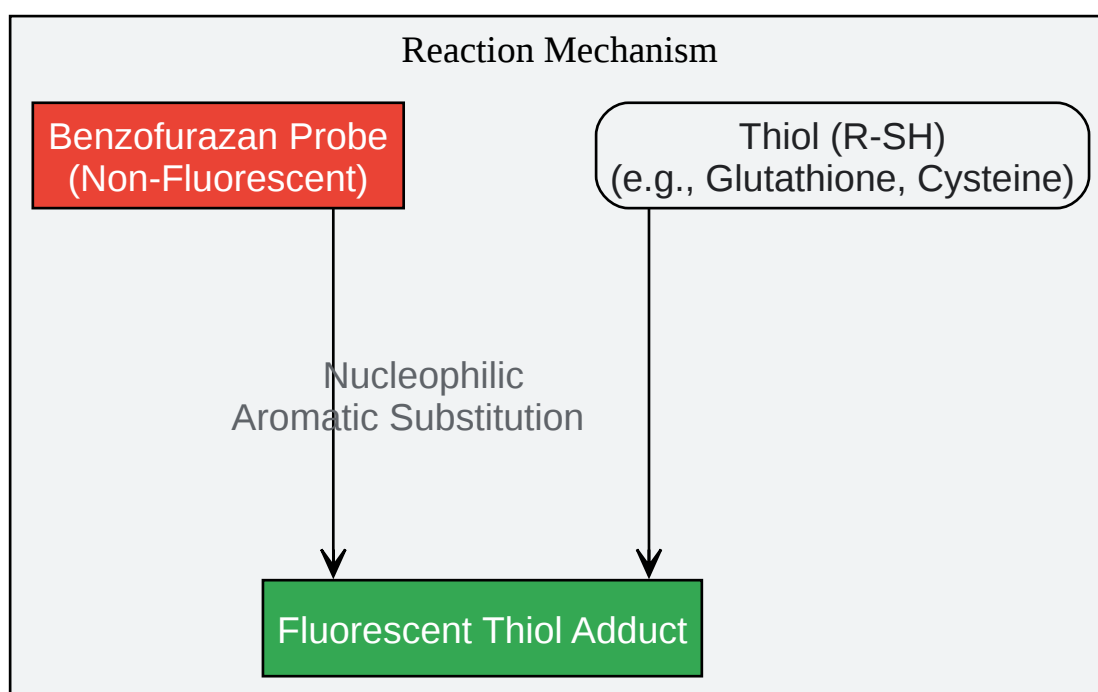 Reaction Mechanism
Benzofurazan Probe
(Non-Fluorescent)
Thiol (R-SH)
(e.g., Glutathione, Cysteine)
Nucleophilic
Aromatic Substitution
Fluorescent Thiol Adduct